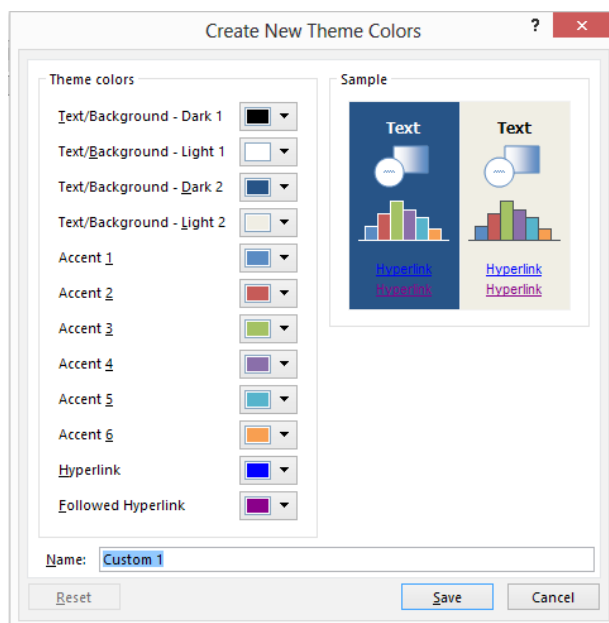 Create New Theme Colors
?
Theme colors
Text/Background - Dark 1
Text/Background - Light 1
Text/Background - Dark 2
Text/Background - Light 2
Accent 1
Accent 2
Accent 3
Accent 4
Accent 5
Accent 6
Hyperlink
Followed Hyperlink
Sample
Text
Text
Hyperlink
Hyperlink
Hyperlink
Hyperlink
Name: Custom 1
Reset
Save
Cancel